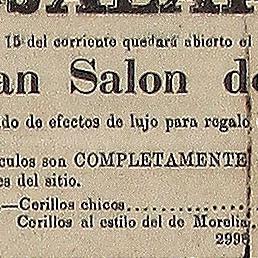 15 del corriente quedará abierto el
an Salon de
do de efectos de lujo para regalo
culos son COMPLETAMENTE
es del sitio.
—Cerillos chicos
Cerillos al estilo del de Morelia.
2998